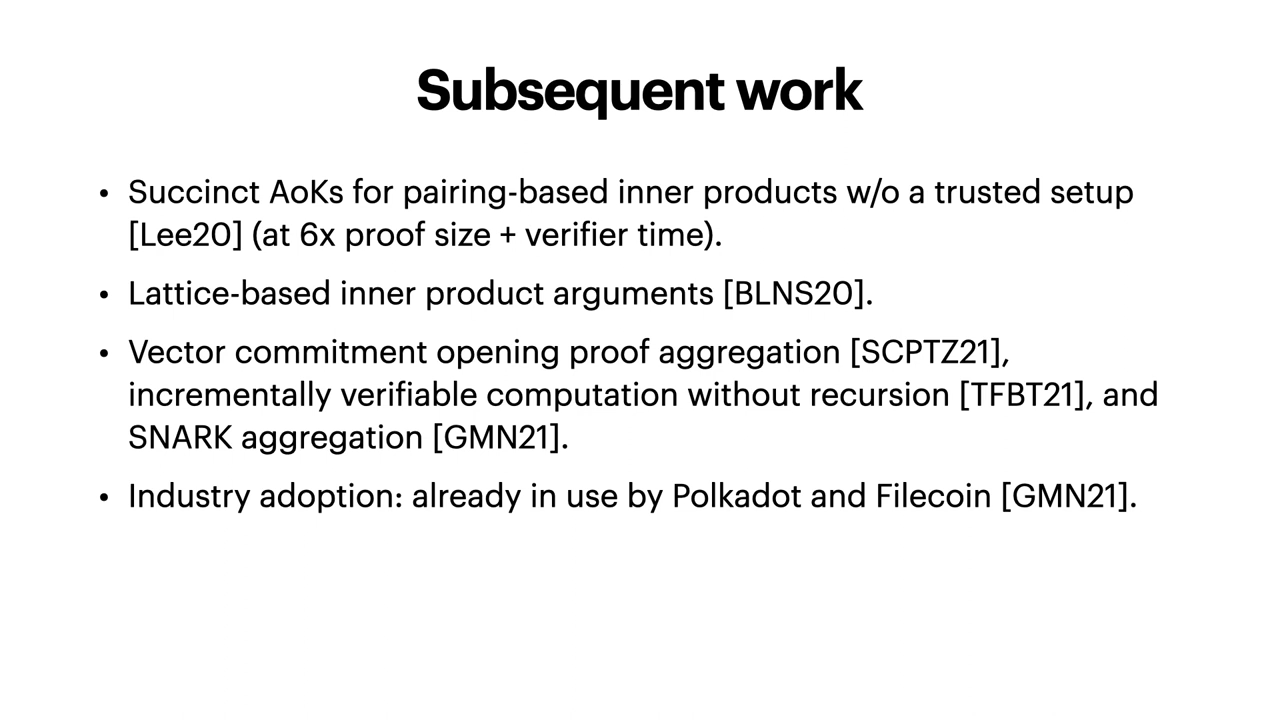 Subsequent work
• Succinct AoKs for pairing-based inner products w/o a trusted setup
[Lee20] (at 6x proof size + verifier time).
• Lattice-based inner product arguments [BLNS20].
• Vector commitment opening proof aggregation [SCPTZ21],
incrementally verifiable computation without recursion [TFBT21], and
SNARK aggregation [GMN21].
• Industry adoption: already in use by Polkadot and Filecoin [GMN21].